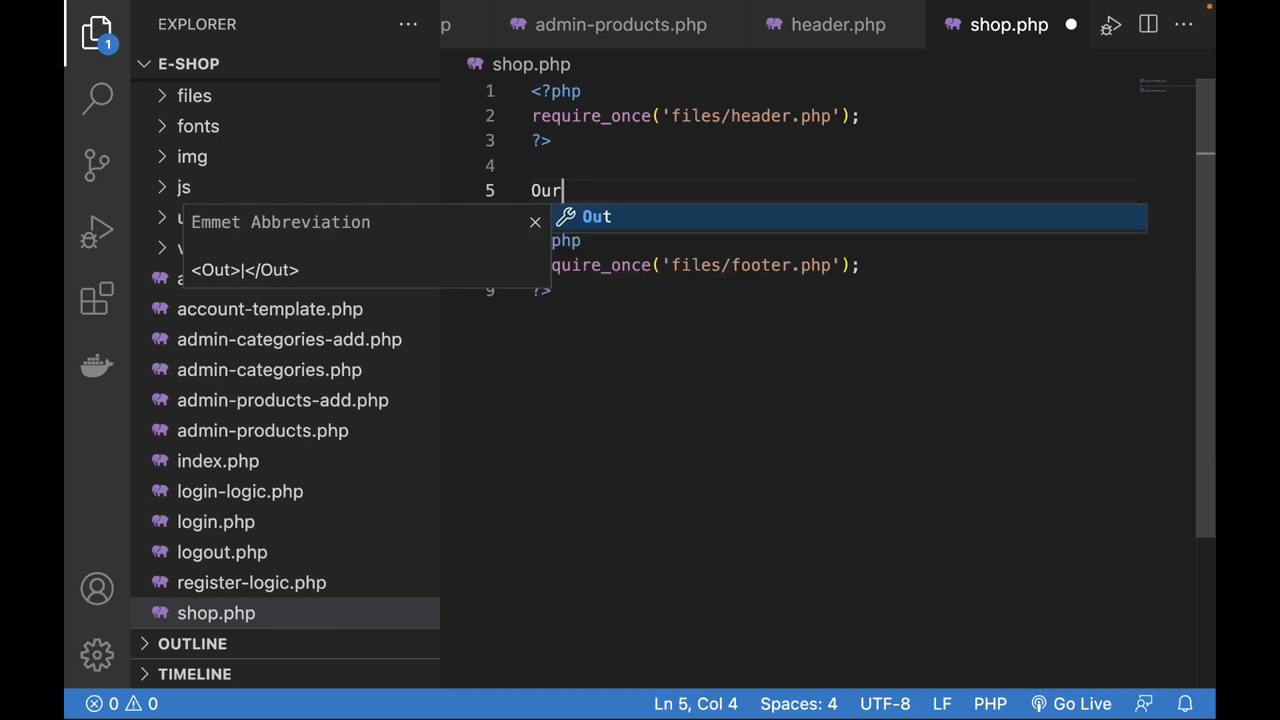 1
EXPLORER
E-SHOP
files
fonts
img
js
account-template.php
admin-categories-add.php
admin-categories.php
admin-products-add.php
admin-products.php
index.php
login-logic.php
login.php
logout.php
register-logic.php
shop.php
OUTLINE
TIMELINE
p admin-products.php header.php shop.php
shop.php
1 <?php
2 require_once('files/header.php');
3 ?>
4
5 Our
Out
Emmet Abbreviation
<Out>|</Out>
php
quire_once('files/footer.php');
9 ?>
0 0 Ln 5, Col 4 Spaces: 4 UTF-8 LF PHP Go Live